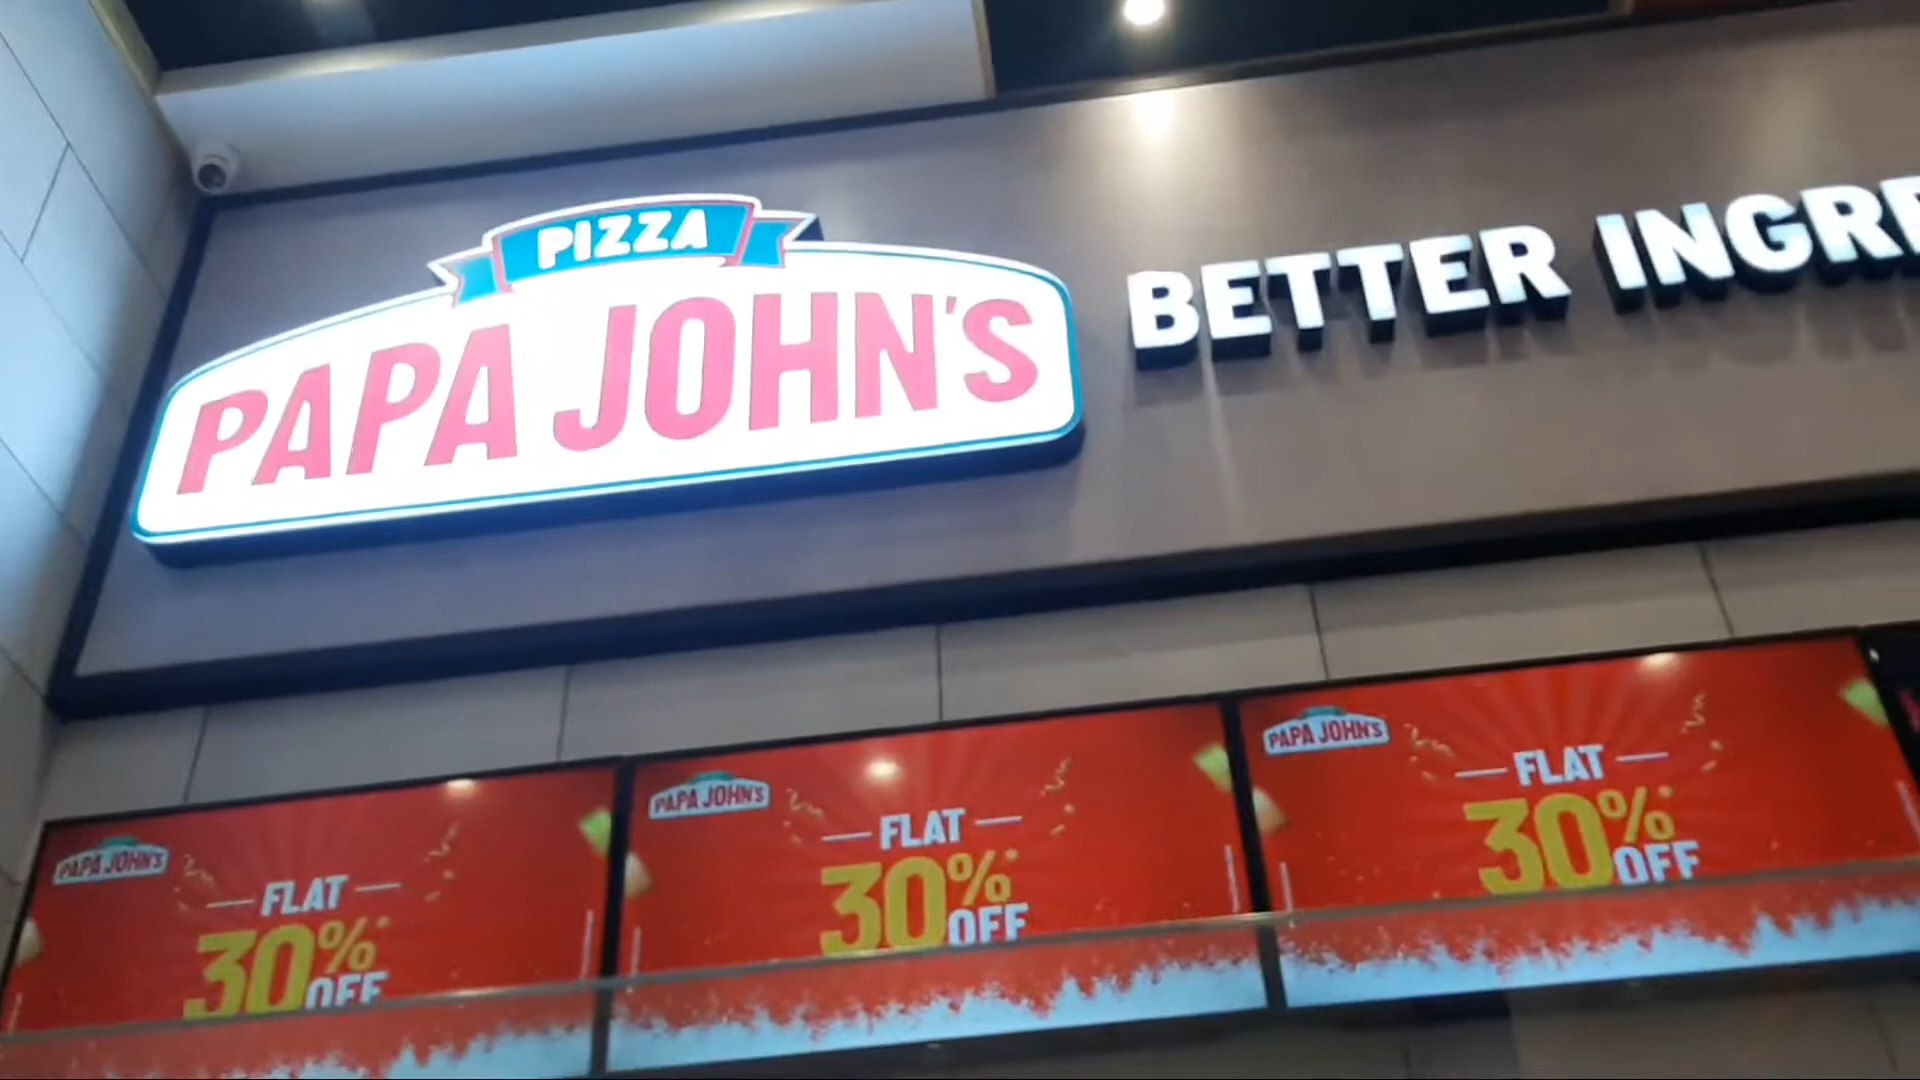 PIZZA
PAPA JOHN'S
BETTER INGRE
PAPA JOHN'S
FLAT
30%*
OFF
PAPA JOHN'S
FLAT
30%*
OFF
PAPA JOHN'S
FLAT
30%*
OFF